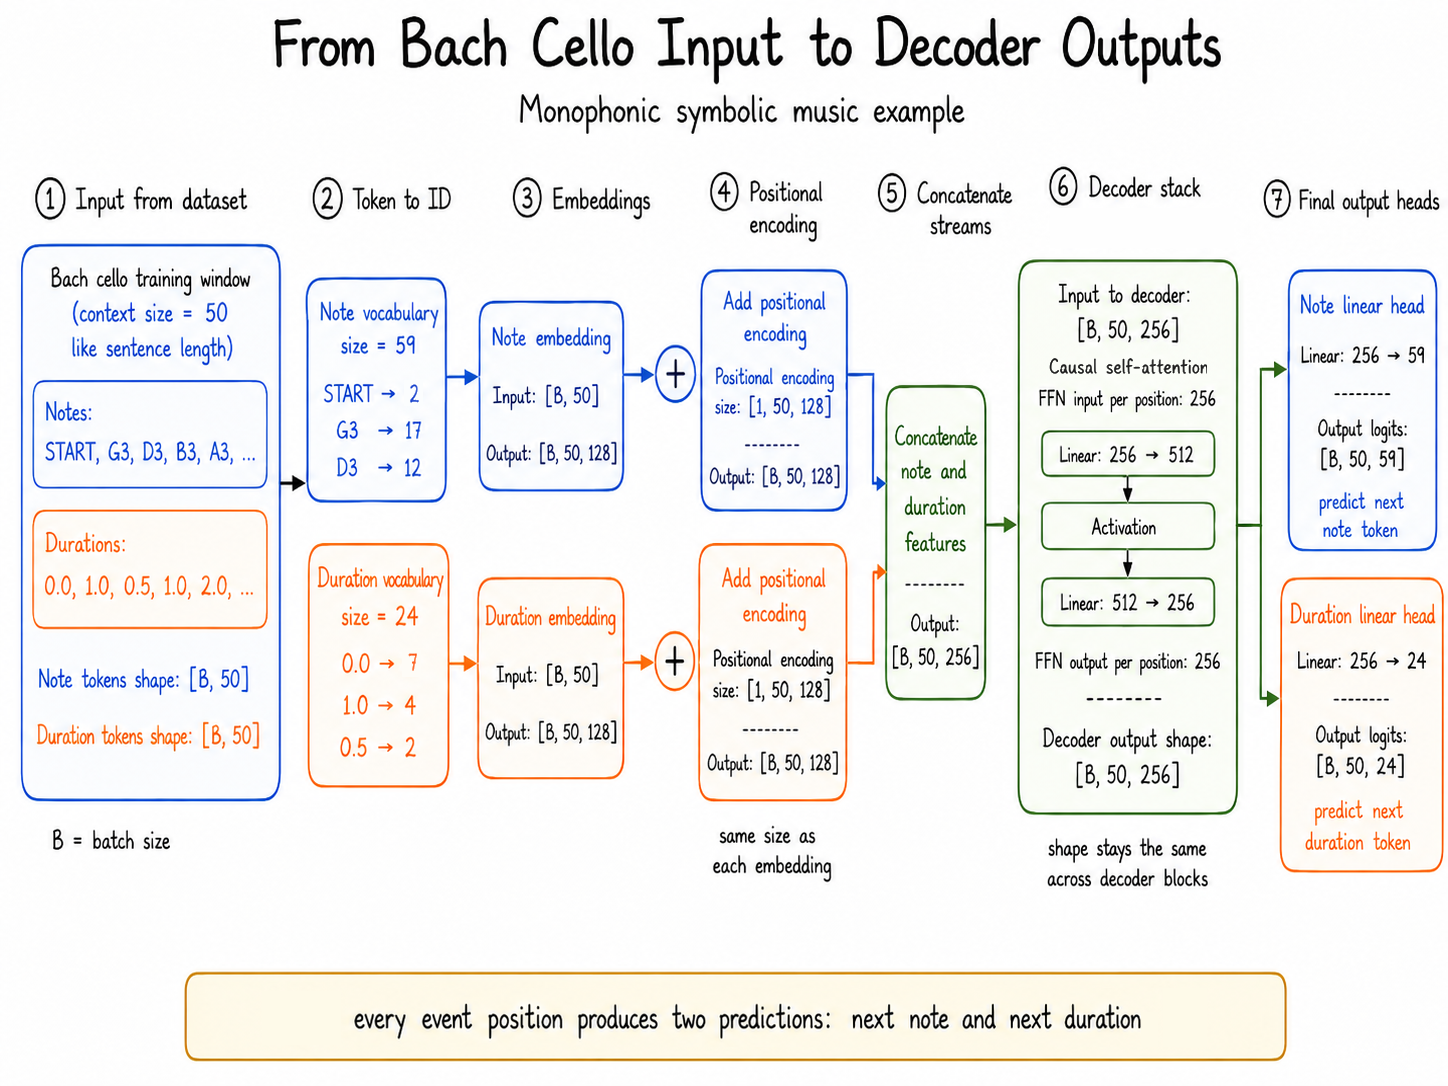 From Bach Cello Input to Decoder Outputs
Monophonic symbolic music example
1 Input from dataset
Bach cello training window
(context size = 50
like sentence length)
Notes:
START, G3, D3, B3, A3, ...
Durations:
0.0, 1.0, 0.5, 1.0, 2.0, ...
Note tokens shape: [B, 50]
Duration tokens shape: [B, 50]
B = batch size
2 Token to ID
Note vocabulary
size = 59
START → 2
G3 → 17
D3 → 12
Duration vocabulary
size = 24
0.0 → 7
1.0 → 4
0.5 → 2
3 Embeddings
Note embedding
Input: [B, 50]
Output: [B, 50, 128]
Duration embedding
Input: [B, 50]
Output: [B, 50, 128]
+
+
4 Positional
encoding
Add positional
encoding
Positional encoding
size: [1, 50, 128]
--------
Output: [B, 50, 128]
Add positional
encoding
Positional encoding
size: [1, 50, 128]
--------
Output: [B, 50, 128]
same size as
each embedding
5 Concatenate
streams
Concatenate
note and
duration
features
--------
Output:
[B, 50, 256]
6 Decoder stack
Input to decoder:
[B, 50, 256]
Causal self-attention
FFN input per position: 256
Linear: 256 → 512
Activation
Linear: 512 → 256
FFN output per position: 256
--------
Decoder output shape:
[B, 50, 256]
shape stays the same
across decoder blocks
7 Final output heads
Note linear head
Linear: 256 → 59
--------
Output logits:
[B, 50, 59]
predict next
note token
Duration linear head
Linear: 256 → 24
--------
Output logits:
[B, 50, 24]
predict next
duration token
every event position produces two predictions: next note and next duration